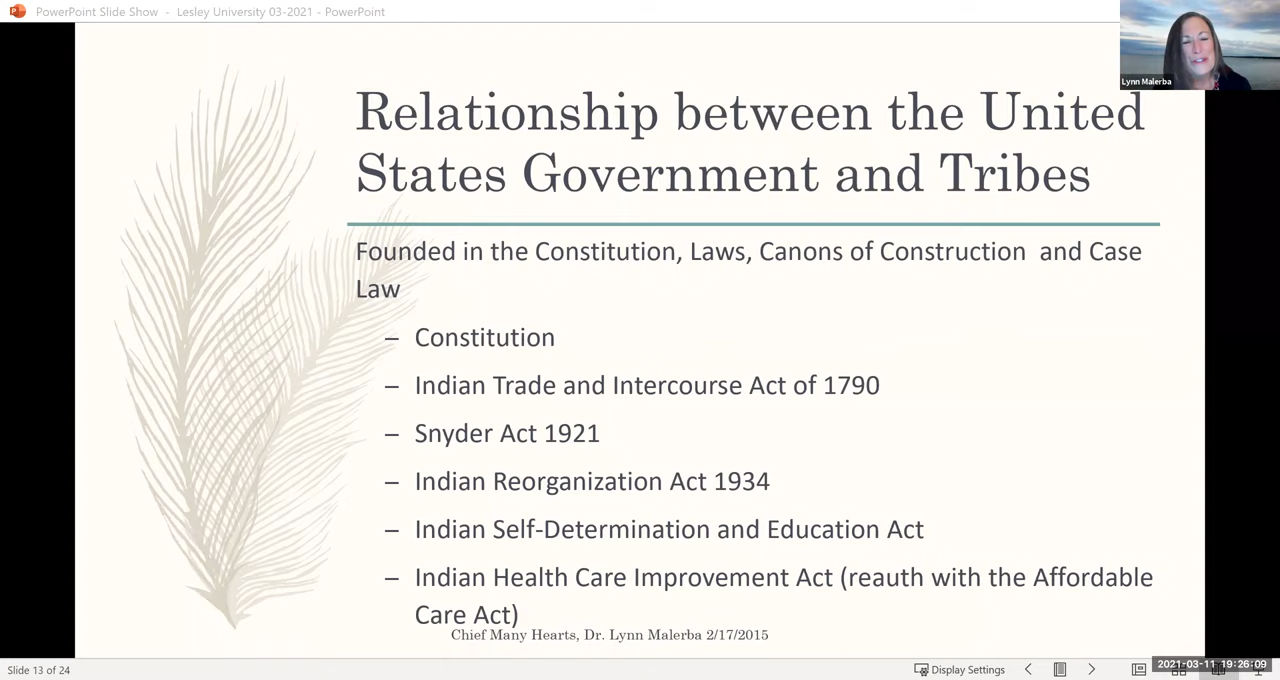 PowerPoint Slide Show - Lesley University 03-2021 - PowerPoint
Lynn Malerba
Relationship between the United
States Government and Tribes
Founded in the Constitution, Laws, Canons of Construction and Case
Law
– Constitution
– Indian Trade and Intercourse Act of 1790
– Snyder Act 1921
– Indian Reorganization Act 1934
– Indian Self-Determination and Education Act
– Indian Health Care Improvement Act (reauth with the Affordable
Care Act)
Chief Many Hearts, Dr. Lynn Malerba 2/17/2015
Slide 13 of 24
Display Settings
2021-03-11 19:26:09